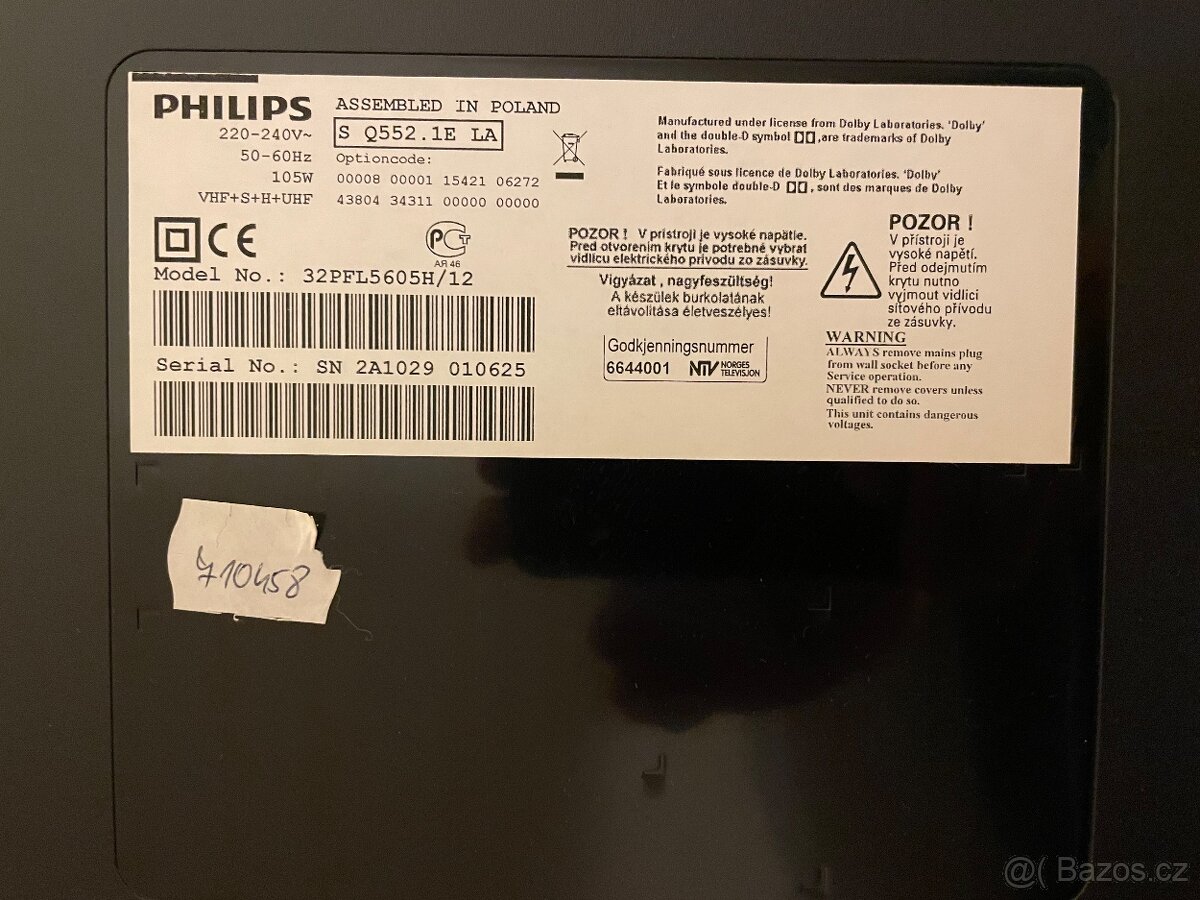 PHILIPS
220-240V~
50-60Hz
105W
VHF+S+H+UHF
ASSEMBLED IN POLAND
S Q552.1E LA
Optioncode:
00008 00001 15421 06272
43804 34311 00000 00000
CE
PCT
AЯ 46
Model No.: 32PFL5605H/12
Serial No.: SN 2A1029 010625
Manufactured under license from Dolby Laboratories. 'Dolby'
and the double-D symbol ,are trademarks of Dolby
Laboratories.
Fabriqué sous licence de Dolby Laboratories. 'Dolby'
Et le symbole double-D , sont des marques de Dolby
Laboratories.
POZOR ! V prístroji je vysoké napätie.
Pred otvorením krytu je potrebné vybrat
vidlicu elektrického prívodu zo zásuvky.
Vigyázat , nagyfeszültség!
A készülek burkolatának
eltávolítása életveszélyes!
Godkjenningsnummer
6644001 NTV NORGES
TELEVISJON
POZOR !
V přístroji je
vysoké napětí.
Před odejmutím
krytu nutno
vyjmout vidlici
síťového přívodu
ze zásuvky.
WARNING
ALWAYS remove mains plug
from wall socket before any
Service operation.
NEVER remove covers unless
qualified to do so.
This unit contains dangerous
voltages.
710458
@( Bazos.cz